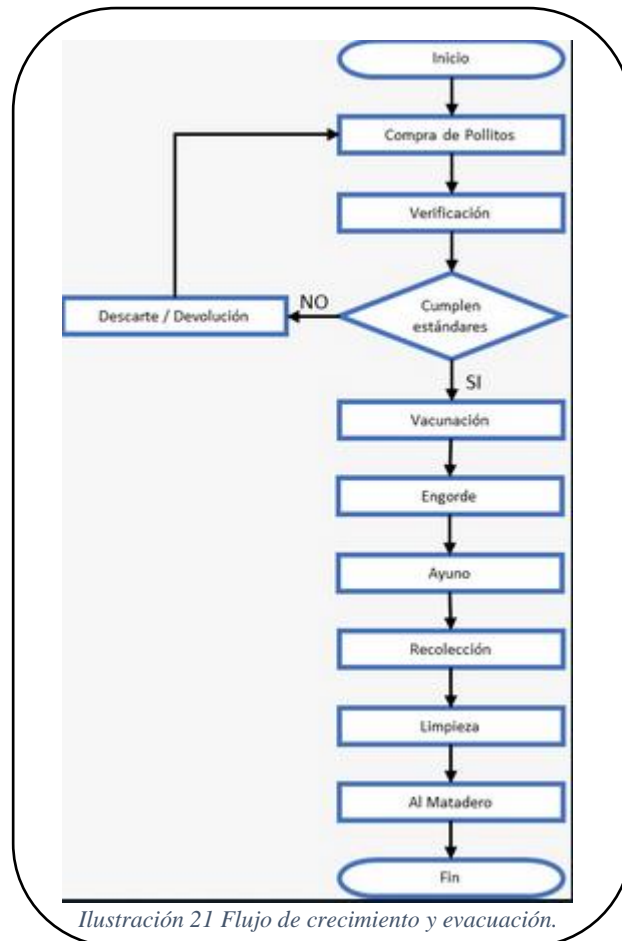 Inicio
Compra de Pollitos
Verificación
Cumplen
estándares
NO
Descarte / Devolución
SI
Vacunación
Engorde
Ayuno
Recolección
Limpieza
Al Matadero
Fin
Ilustración 21 Flujo de crecimiento y evacuación.